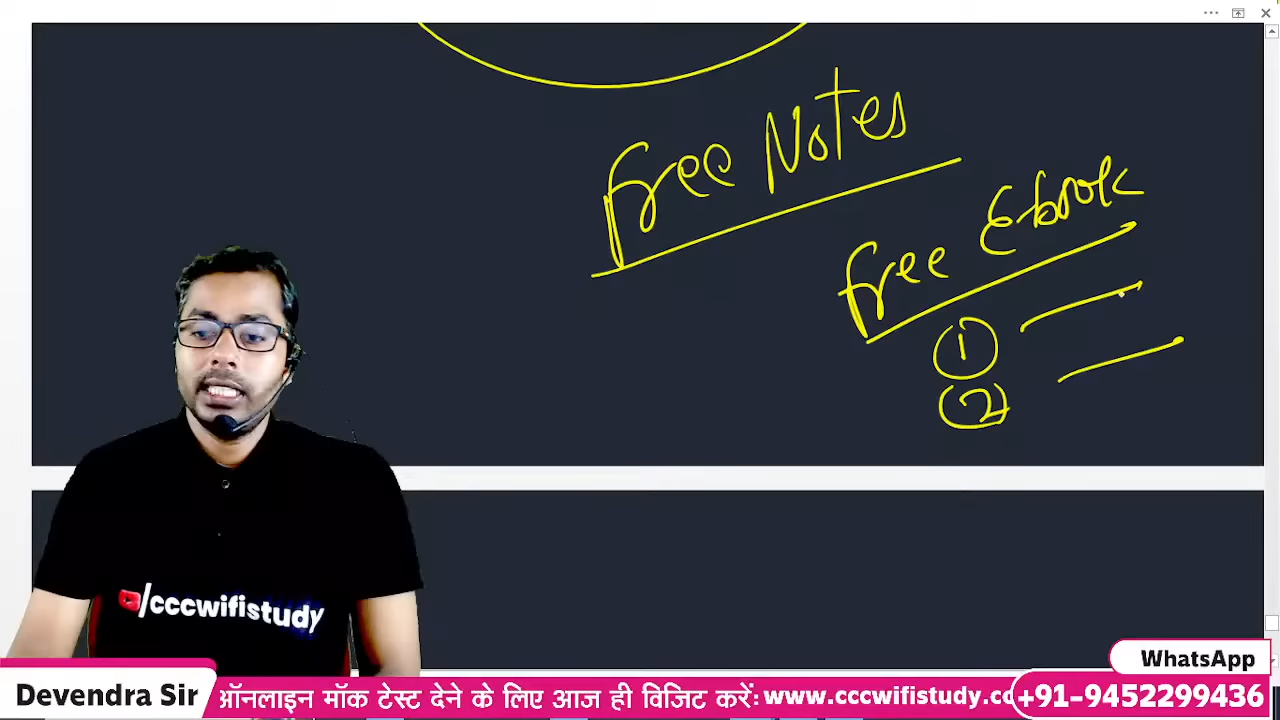 free Notes
free Ebook
1
2
/cccwifistudy
WhatsApp
Devendra Sir
ऑनलाइन मॉक टेस्ट देने के लिए आज ही विजिट करें: www.cccwifistudy.co
+91-9452299436